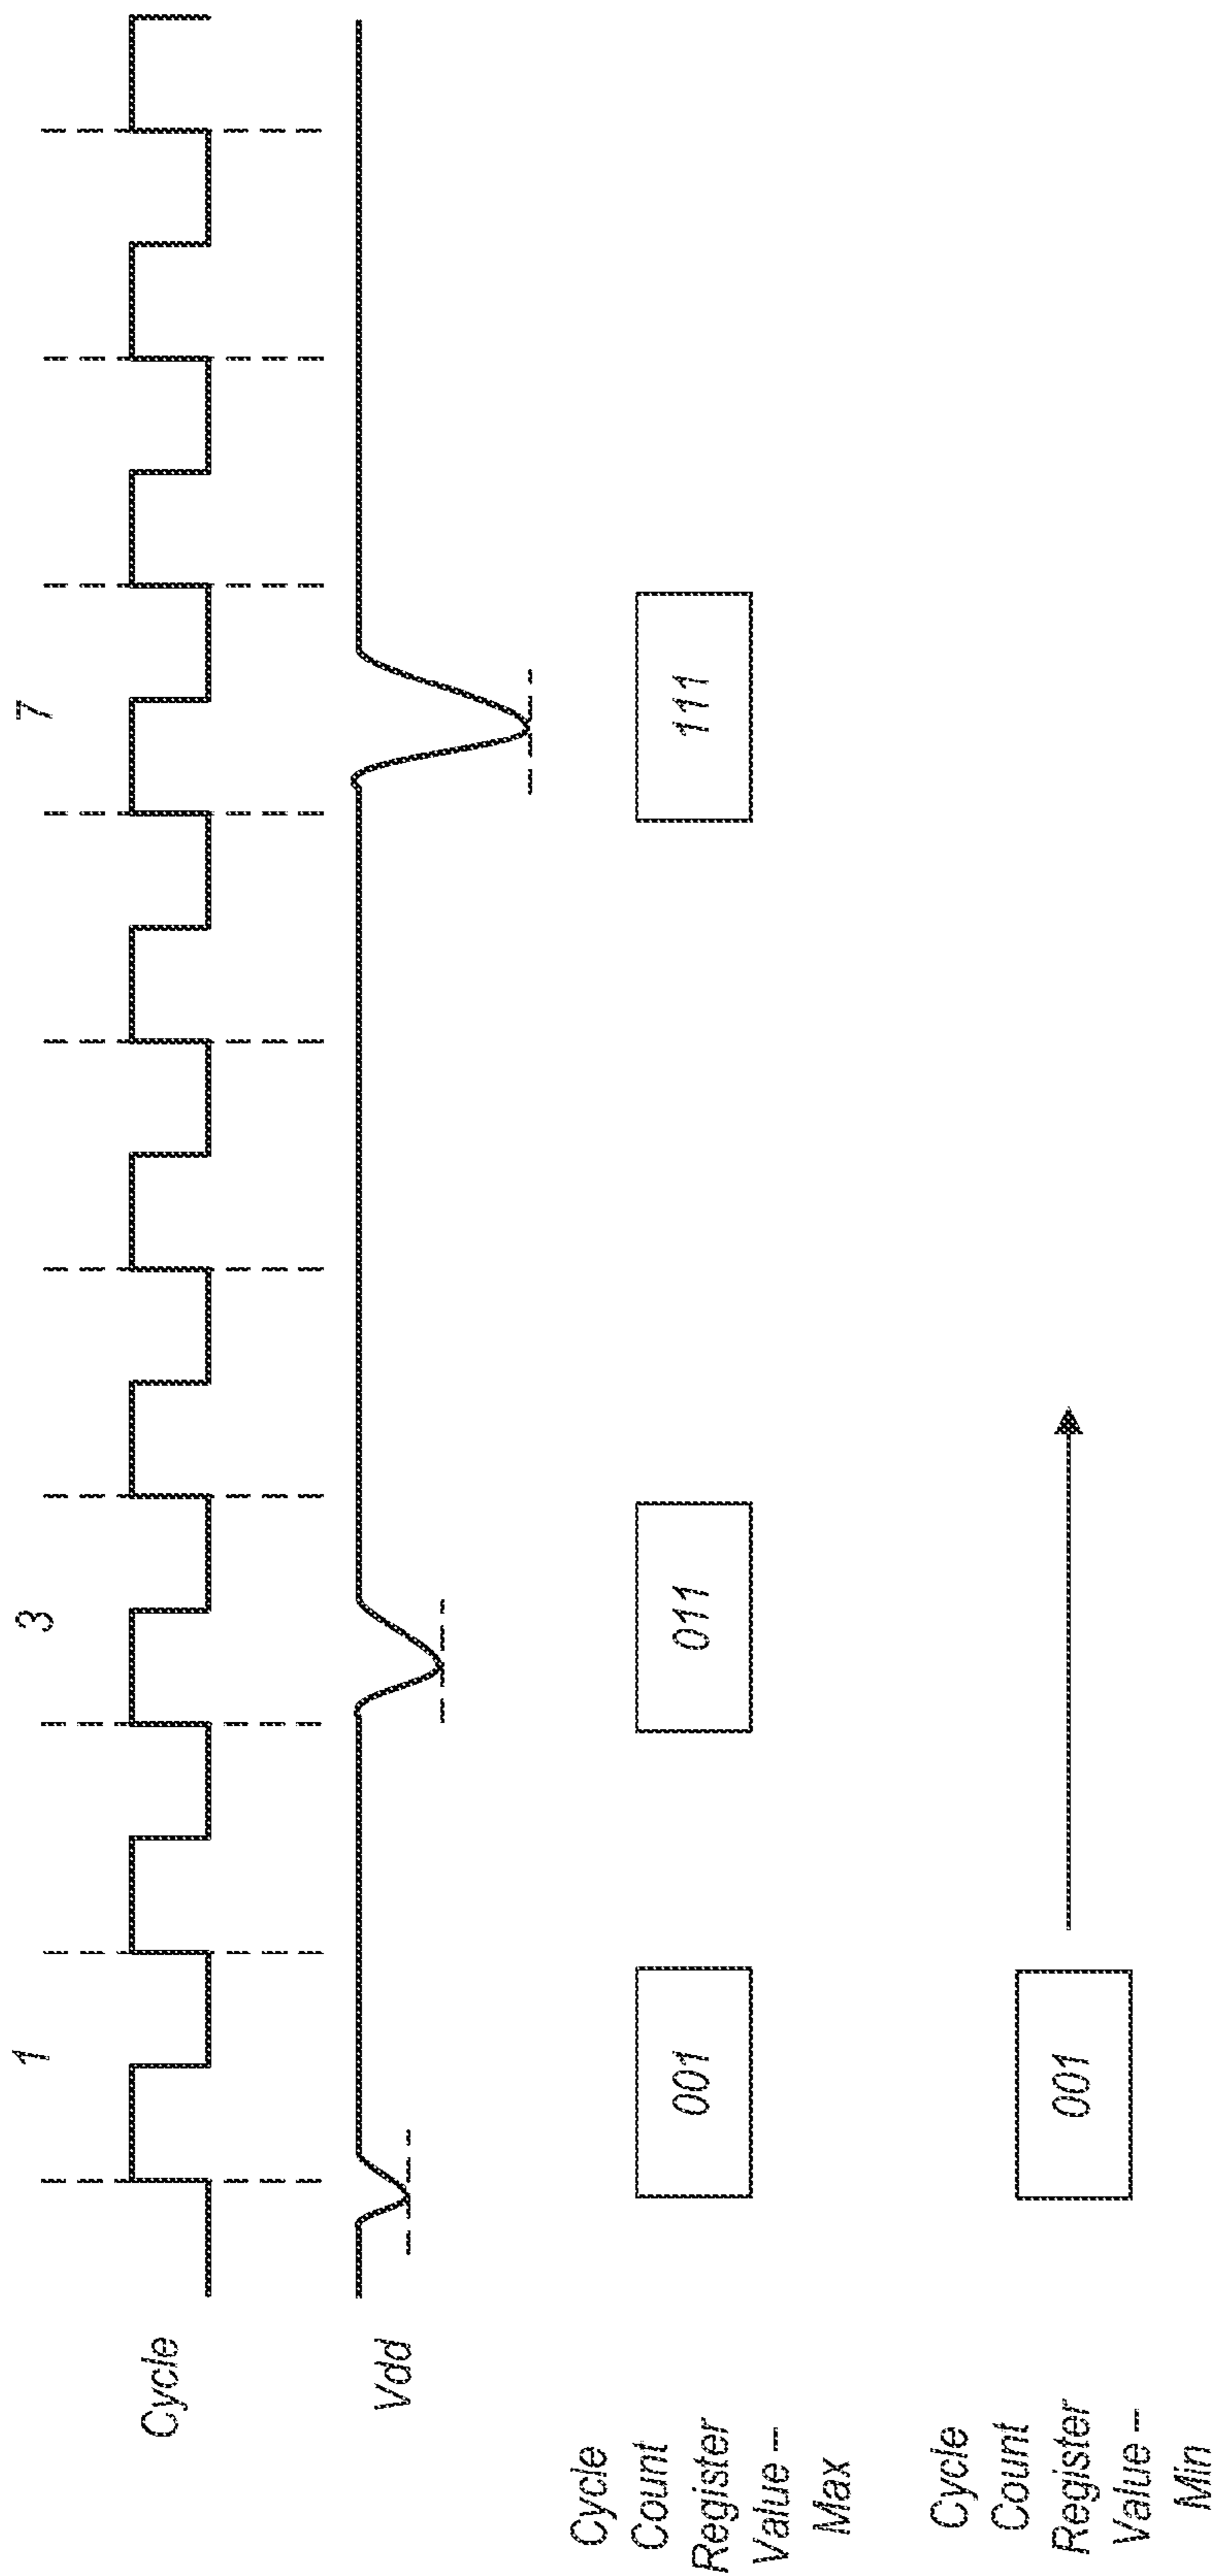 1
3
7
Cycle
Vdd
Cycle
Count
Register
Value –
Max
001
011
111
Cycle
Count
Register
Value –
Min
001